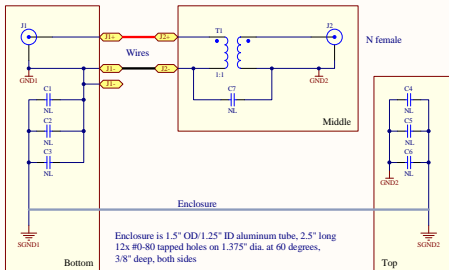 J1
J1+
J2+
T1
J2
N female
Wires
GND1
J1-
J2-
J1-
1:1
GND2
C1
NL
C2
NL
C3
NL
C7
NL
Middle
C4
NL
C5
NL
C6
NL
GND2
Enclosure
SGND1
SGND2
Enclosure is 1.5" OD/1.25" ID aluminum tube, 2.5" long
12x #0-80 tapped holes on 1.375" dia. at 60 degrees,
3/8" deep, both sides
Bottom
Top